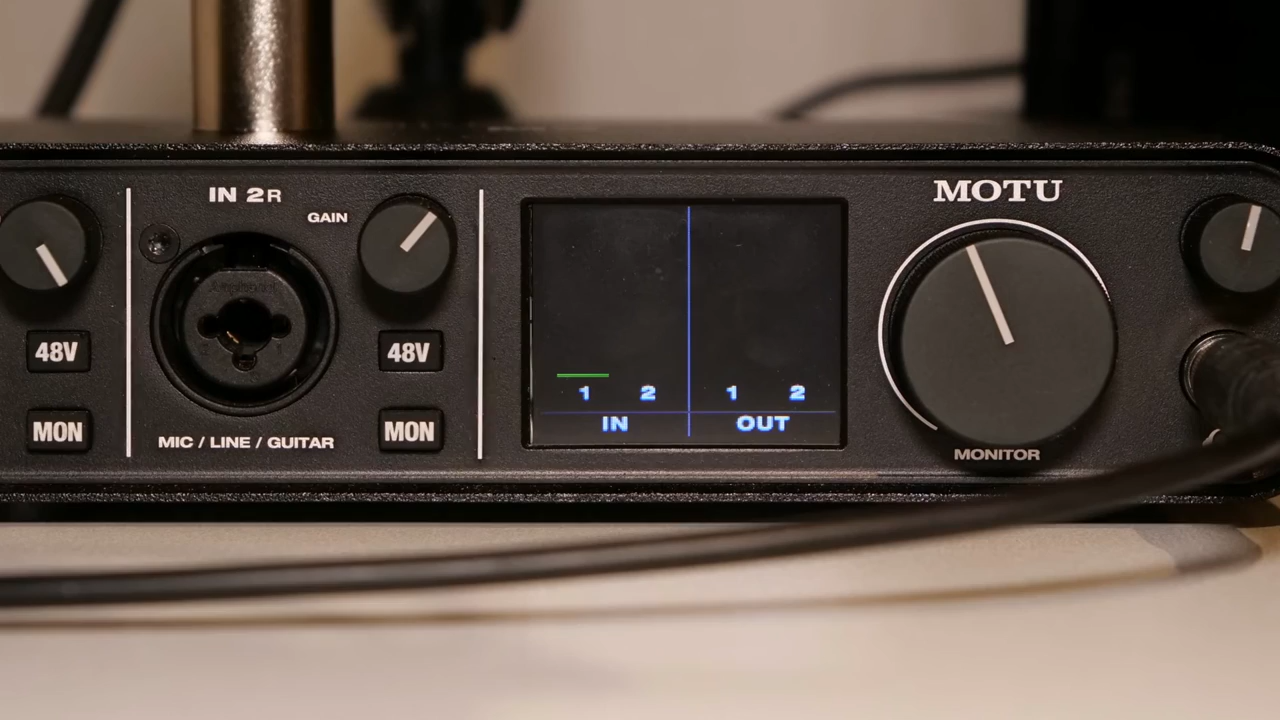 IN 2R
GAIN
48V
MON
48V
MON
MIC / LINE / GUITAR
1 2
IN
1 2
OUT
MOTU
MONITOR